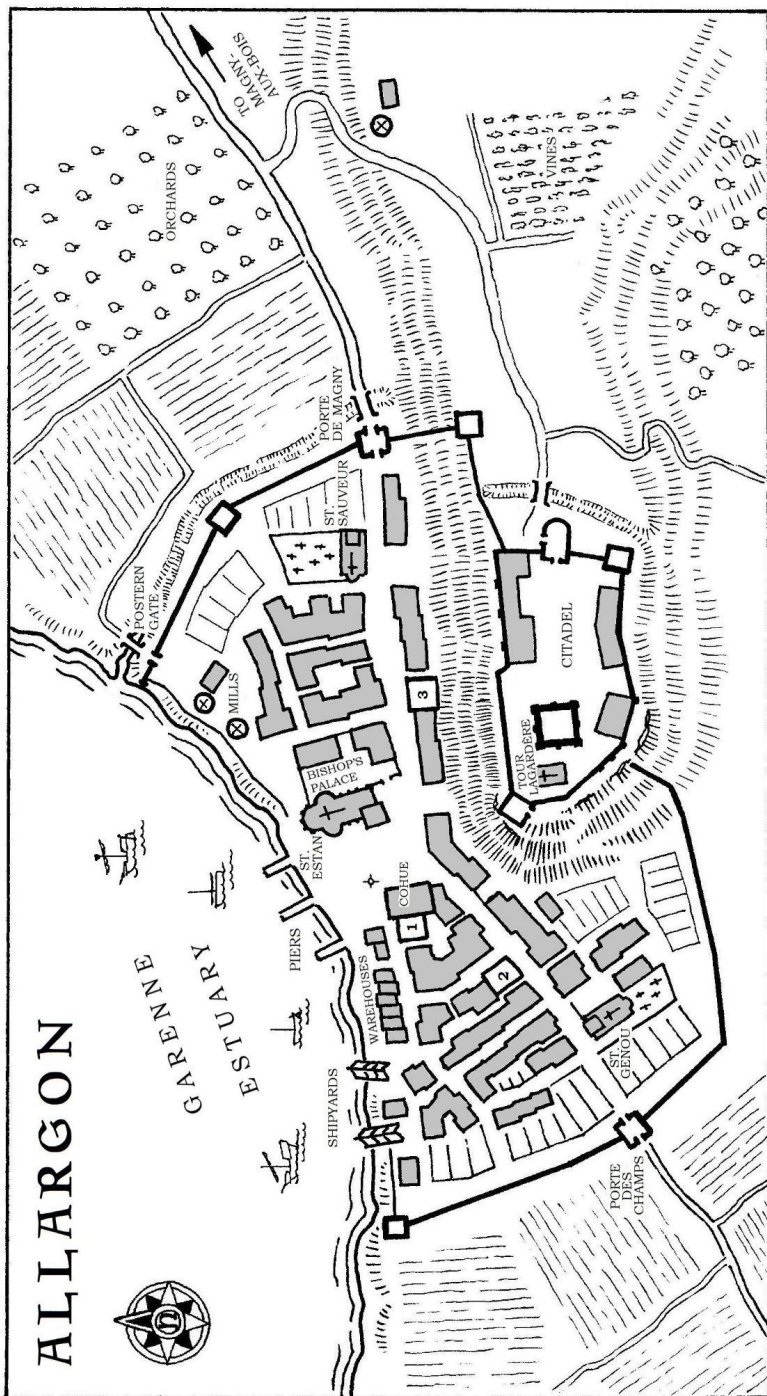 ALLARGON
GARENNE
ESTUARY
PIERS
SHIPYARDS
WAREHOUSES
ST.
ESTAN
BISHOP'S
PALACE
MILLS
POSTERN
GATE
ORCHARDS
TO
MAGNY-
AUX-BOIS
ST.
SAUVEUR
PORTE
DE MAGNY
COHUE
1
2
3
TOUR
LAGARDÈRE
CITADEL
VINES
ST.
GENOU
PORTE
DES
CHAMPS